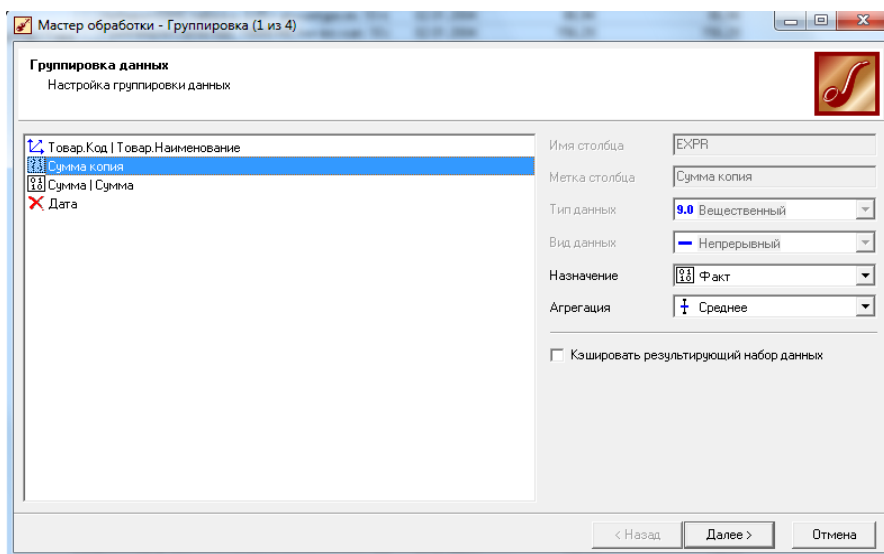 Мастер обработки - Группировка (1 из 4)
Группировка данных
Настройка группировки данных
Товар.Код | Товар.Наименование
Сумма копия
Сумма | Сумма
Дата
Имя столбца EXPR
Метка столбца Сумма копия
Тип данных 9.0 Вещественный
Вид данных Непрерывный
Назначение Факт
Агрегация Среднее
Кэшировать результирующий набор данных
< Назад Далее > Отмена